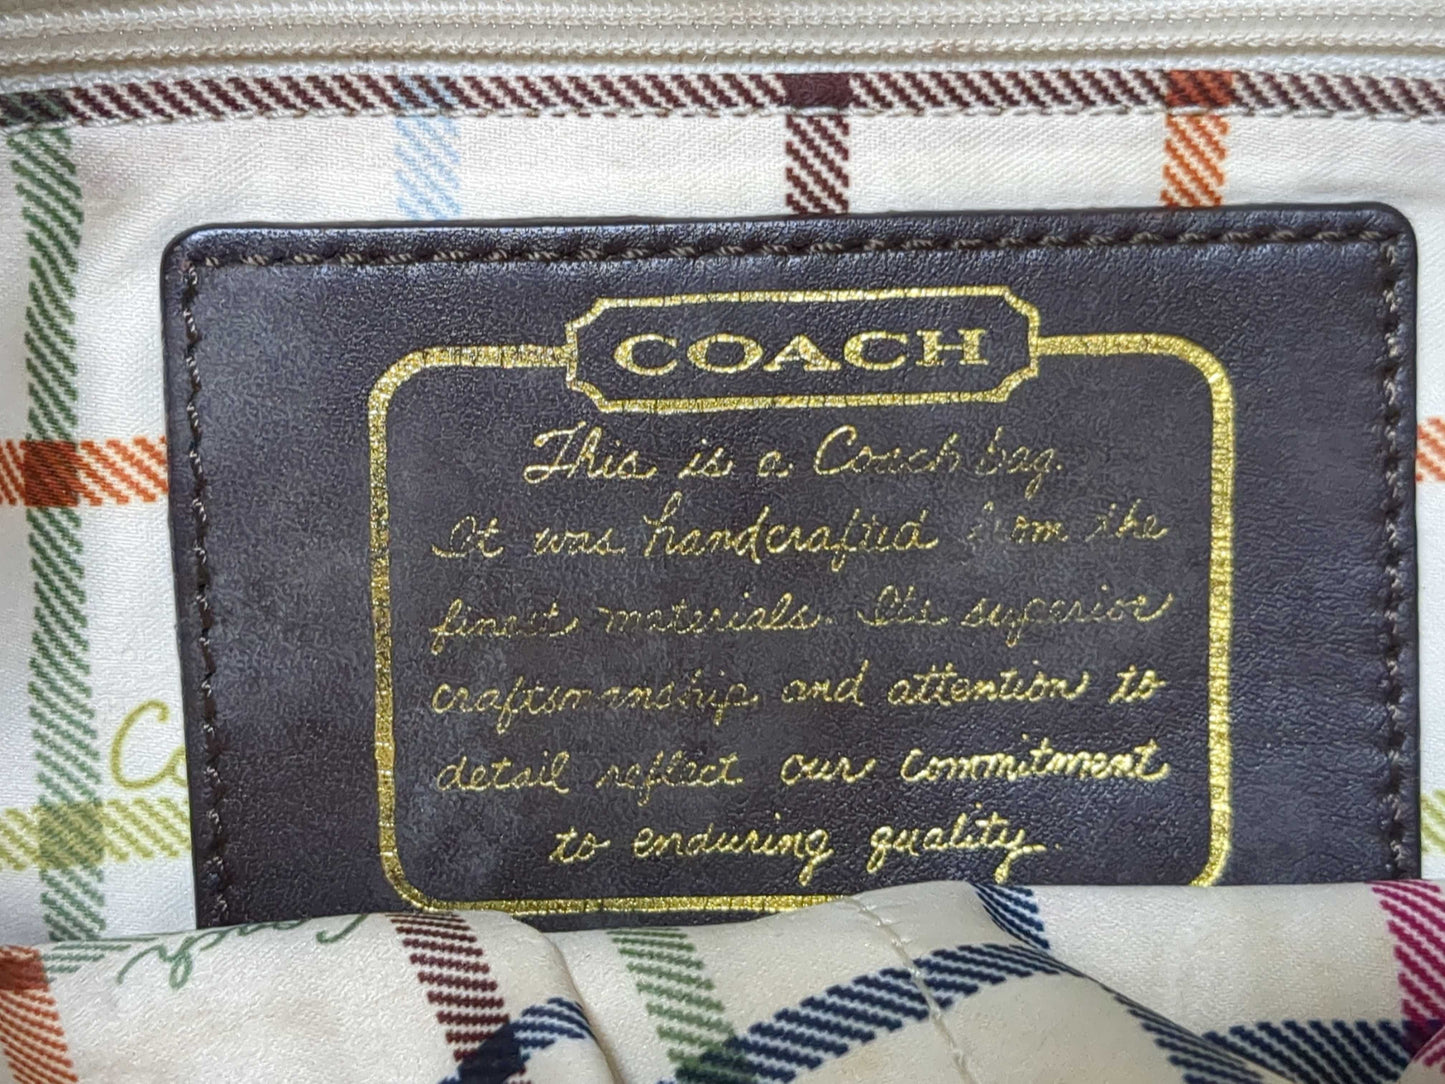 COACH
This is a Coach bag.
It was handcrafted from the
finest materials. Its superior
craftsmanship and attention to
detail reflect our commitment
to enduring quality.
Coach